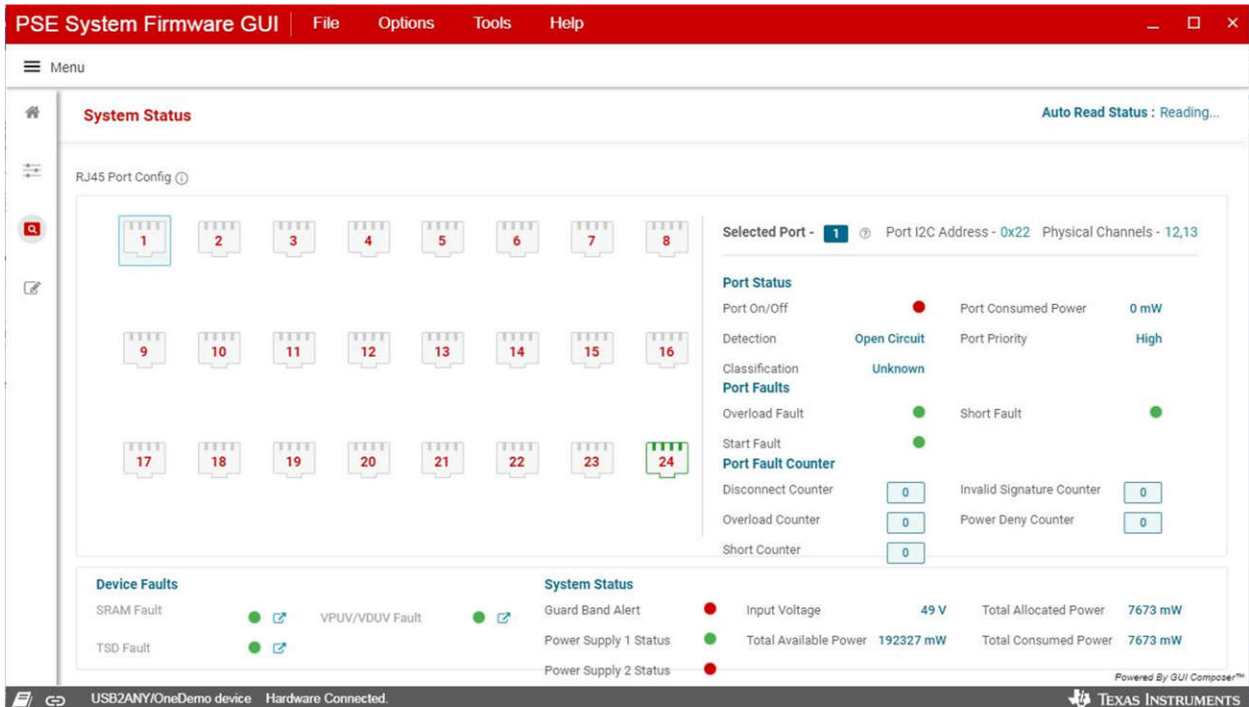 PSE System Firmware GUI File Options Tools Help
Menu
System Status
Auto Read Status : Reading...
RJ45 Port Config
1 2 3 4 5 6 7 8
9 10 11 12 13 14 15 16
17 18 19 20 21 22 23 24
Selected Port - 1 Port I2C Address - 0x22 Physical Channels - 12,13
Port Status
Port On/Off Port Consumed Power 0 mW
Detection Open Circuit Port Priority High
Classification Unknown
Port Faults
Overload Fault Short Fault
Start Fault
Port Fault Counter
Disconnect Counter 0 Invalid Signature Counter 0
Overload Counter 0 Power Deny Counter 0
Short Counter 0
Device Faults
SRAM Fault VPUV/VDUV Fault
TSD Fault
System Status
Guard Band Alert Input Voltage 49 V Total Allocated Power 7673 mW
Power Supply 1 Status Total Available Power 192327 mW Total Consumed Power 7673 mW
Power Supply 2 Status
Powered By GUI Composer™
USB2ANY/OneDemo device Hardware Connected.
TEXAS INSTRUMENTS